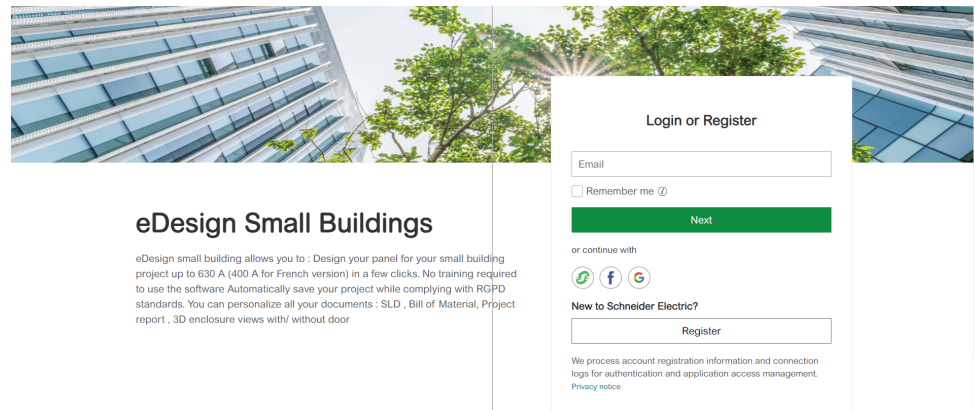 Login or Register
Email
Remember me
Next
eDesign Small Buildings
eDesign small building allows you to : Design your panel for your small building
project up to 630 A (400 A for French version) in a few clicks. No training required
to use the software Automatically save your project while complying with RGPD
standards. You can personalize all your documents : SLD , Bill of Material, Project
report , 3D enclosure views with/ without door
or continue with
New to Schneider Electric?
Register
We process account registration information and connection
logs for authentication and application access management.
Privacy notice